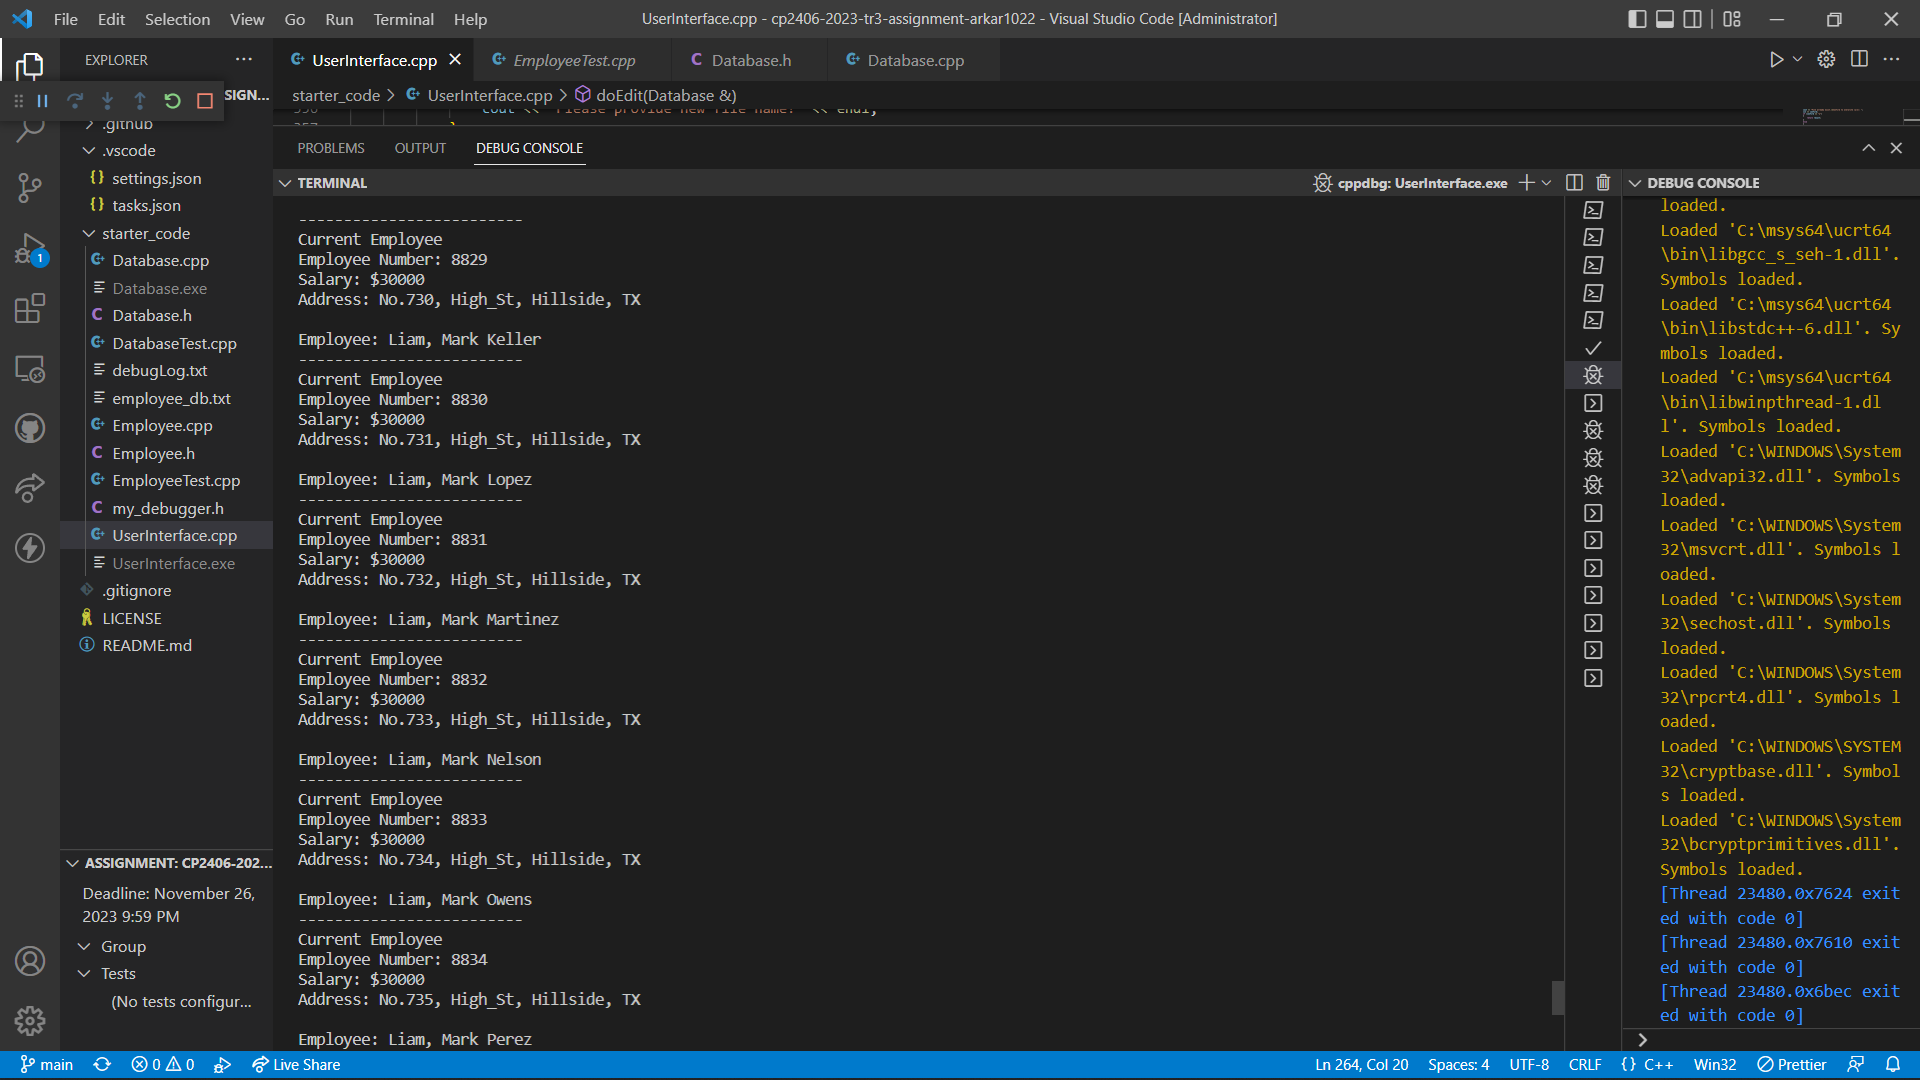 File Edit Selection View Go Run Terminal Help
UserInterface.cpp - cp2406-2023-tr3-assignment-arkar1022 - Visual Studio Code [Administrator]
EXPLORER
UserInterface.cpp
EmployeeTest.cpp
Database.h
Database.cpp
SIGN...
starter_code > UserInterface.cpp > doEdit(Database &)
.github
.vscode
settings.json
tasks.json
starter_code
Database.cpp
Database.exe
Database.h
DatabaseTest.cpp
debugLog.txt
employee_db.txt
Employee.cpp
Employee.h
EmployeeTest.cpp
my_debugger.h
UserInterface.cpp
UserInterface.exe
.gitignore
LICENSE
README.md
1
ASSIGNMENT: CP2406-202...
Deadline: November 26,
2023 9:59 PM
Group
Tests
(No tests configur...
PROBLEMS OUTPUT DEBUG CONSOLE
TERMINAL
cppdbg: UserInterface.exe
-------------------------
Current Employee
Employee Number: 8829
Salary: $30000
Address: No.730, High_St, Hillside, TX
Employee: Liam, Mark Keller
-------------------------
Current Employee
Employee Number: 8830
Salary: $30000
Address: No.731, High_St, Hillside, TX
Employee: Liam, Mark Lopez
-------------------------
Current Employee
Employee Number: 8831
Salary: $30000
Address: No.732, High_St, Hillside, TX
Employee: Liam, Mark Martinez
-------------------------
Current Employee
Employee Number: 8832
Salary: $30000
Address: No.733, High_St, Hillside, TX
Employee: Liam, Mark Nelson
-------------------------
Current Employee
Employee Number: 8833
Salary: $30000
Address: No.734, High_St, Hillside, TX
Employee: Liam, Mark Owens
-------------------------
Current Employee
Employee Number: 8834
Salary: $30000
Address: No.735, High_St, Hillside, TX
Employee: Liam, Mark Perez
DEBUG CONSOLE
loaded.
Loaded 'C:\msys64\ucrt64
\bin\libgcc_s_seh-1.dll'.
Symbols loaded.
Loaded 'C:\msys64\ucrt64
\bin\libstdc++-6.dll'. Sy
mbols loaded.
Loaded 'C:\msys64\ucrt64
\bin\libwinpthread-1.dl
l'. Symbols loaded.
Loaded 'C:\WINDOWS\System
32\advapi32.dll'. Symbols
loaded.
Loaded 'C:\WINDOWS\System
32\msvcrt.dll'. Symbols l
oaded.
Loaded 'C:\WINDOWS\System
32\sechost.dll'. Symbols
loaded.
Loaded 'C:\WINDOWS\System
32\rpcrt4.dll'. Symbols l
oaded.
Loaded 'C:\WINDOWS\SYSTEM
32\cryptbase.dll'. Symbol
s loaded.
Loaded 'C:\WINDOWS\System
32\bcryptprimitives.dll'.
Symbols loaded.
[Thread 23480.0x7624 exit
ed with code 0]
[Thread 23480.0x7610 exit
ed with code 0]
[Thread 23480.0x6bec exit
ed with code 0]
main 0 0 Live Share Ln 264, Col 20 Spaces: 4 UTF-8 CRLF {} C++ Win32 Prettier